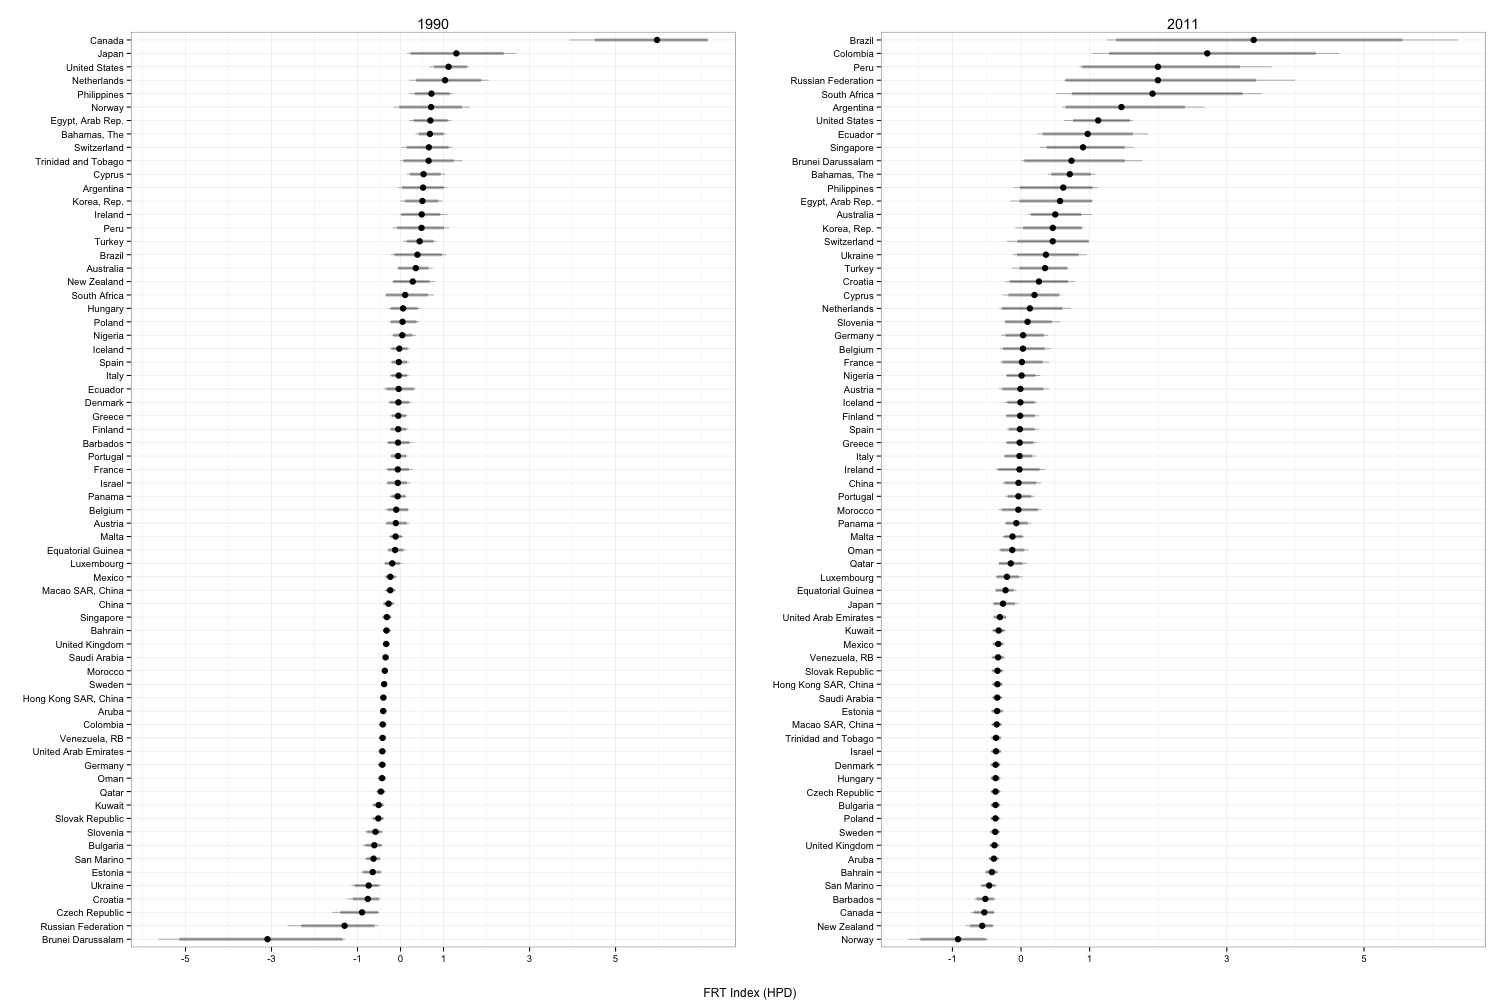 1990
Canada
Japan
United States
Netherlands
Philippines
Norway
Egypt, Arab Rep.
Bahamas, The
Switzerland
Trinidad and Tobago
Cyprus
Argentina
Korea, Rep.
Ireland
Peru
Turkey
Brazil
Australia
New Zealand
South Africa
Hungary
Poland
Nigeria
Iceland
Spain
Italy
Ecuador
Denmark
Greece
Finland
Barbados
Portugal
France
Israel
Panama
Belgium
Austria
Malta
Equatorial Guinea
Luxembourg
Mexico
Macao SAR, China
China
Singapore
Bahrain
United Kingdom
Saudi Arabia
Morocco
Sweden
Hong Kong SAR, China
Aruba
Colombia
Venezuela, RB
United Arab Emirates
Germany
Oman
Qatar
Kuwait
Slovak Republic
Slovenia
Bulgaria
San Marino
Estonia
Ukraine
Croatia
Czech Republic
Russian Federation
Brunei Darussalam
-5 -3 -1 0 1 3 5
2011
Brazil
Colombia
Peru
Russian Federation
South Africa
Argentina
United States
Ecuador
Singapore
Brunei Darussalam
Bahamas, The
Philippines
Egypt, Arab Rep.
Australia
Korea, Rep.
Switzerland
Ukraine
Turkey
Croatia
Cyprus
Netherlands
Slovenia
Germany
Belgium
France
Nigeria
Austria
Iceland
Finland
Spain
Greece
Italy
Ireland
China
Portugal
Morocco
Panama
Malta
Oman
Qatar
Luxembourg
Equatorial Guinea
Japan
United Arab Emirates
Kuwait
Mexico
Venezuela, RB
Slovak Republic
Hong Kong SAR, China
Saudi Arabia
Estonia
Macao SAR, China
Trinidad and Tobago
Israel
Denmark
Hungary
Czech Republic
Bulgaria
Poland
Sweden
United Kingdom
Aruba
Bahrain
San Marino
Barbados
Canada
New Zealand
Norway
-1 0 1 3 5
FRT Index (HPD)